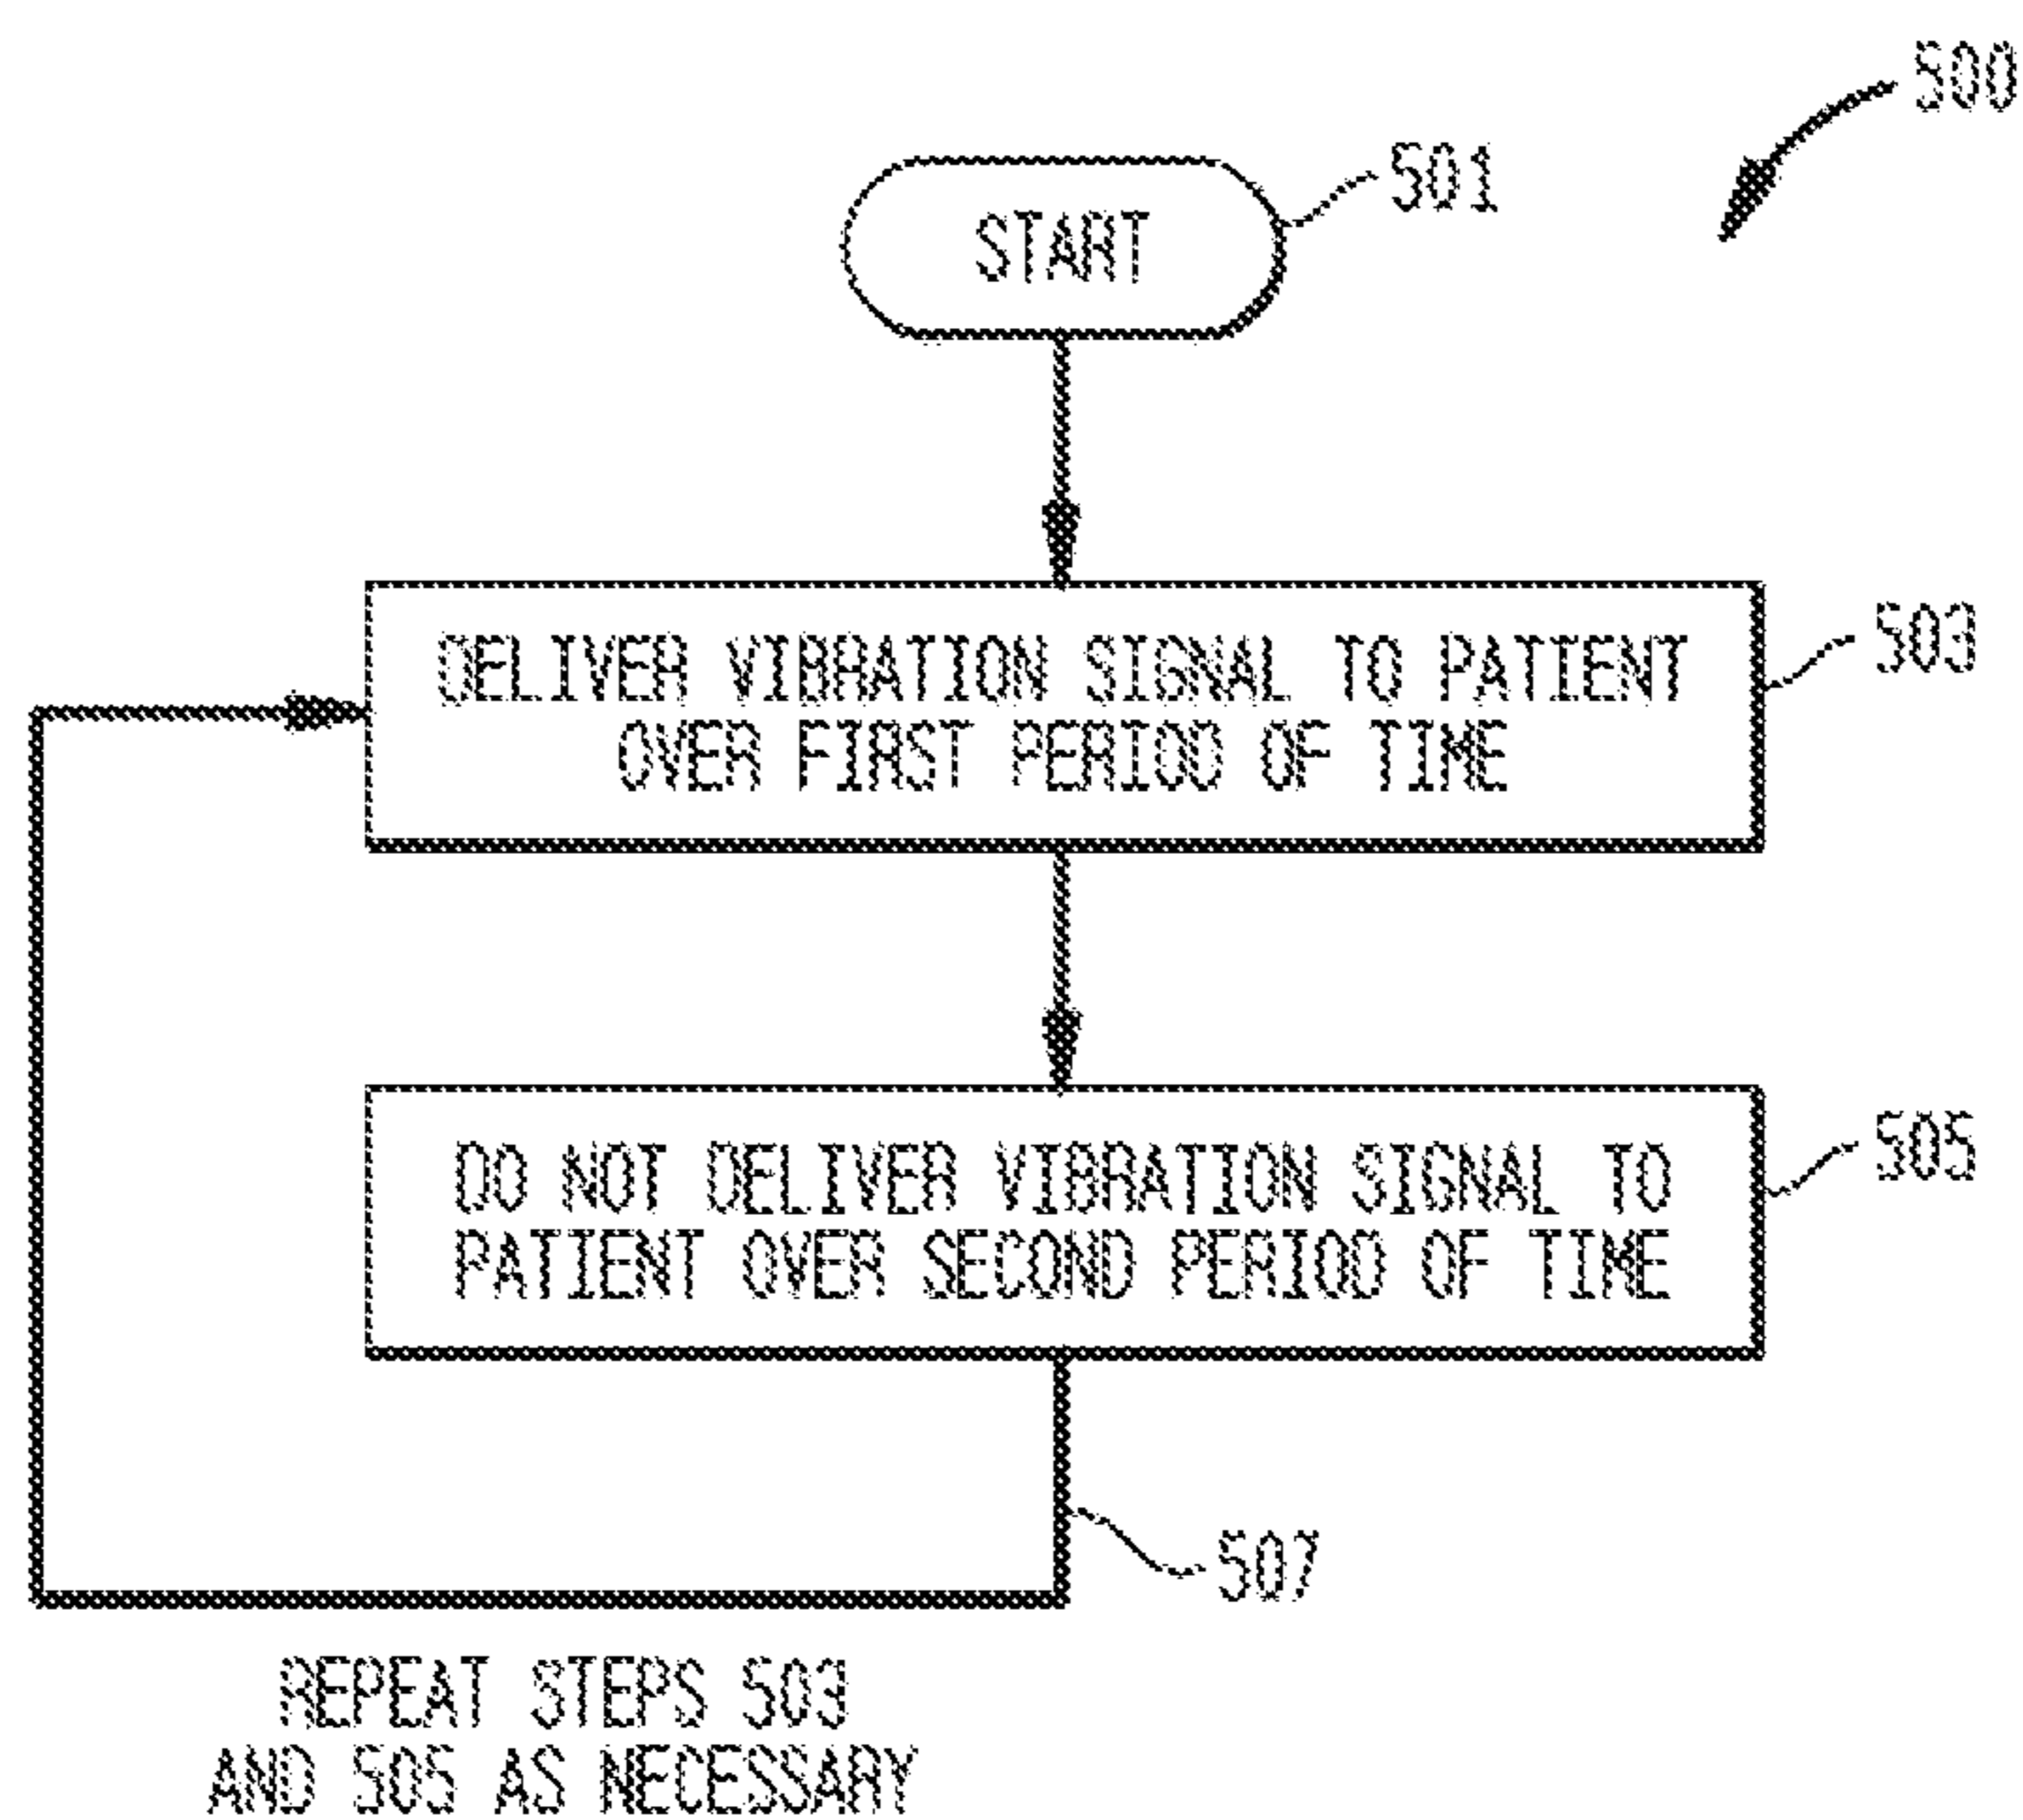 500
501
START
DELIVER VIBRATION SIGNAL TO PATIENT
OVER FIRST PERIOD OF TIME
503
DO NOT DELIVER VIBRATION SIGNAL TO
PATIENT OVER SECOND PERIOD OF TIME
505
507
REPEAT STEPS 503
AND 505 AS NECESSARY